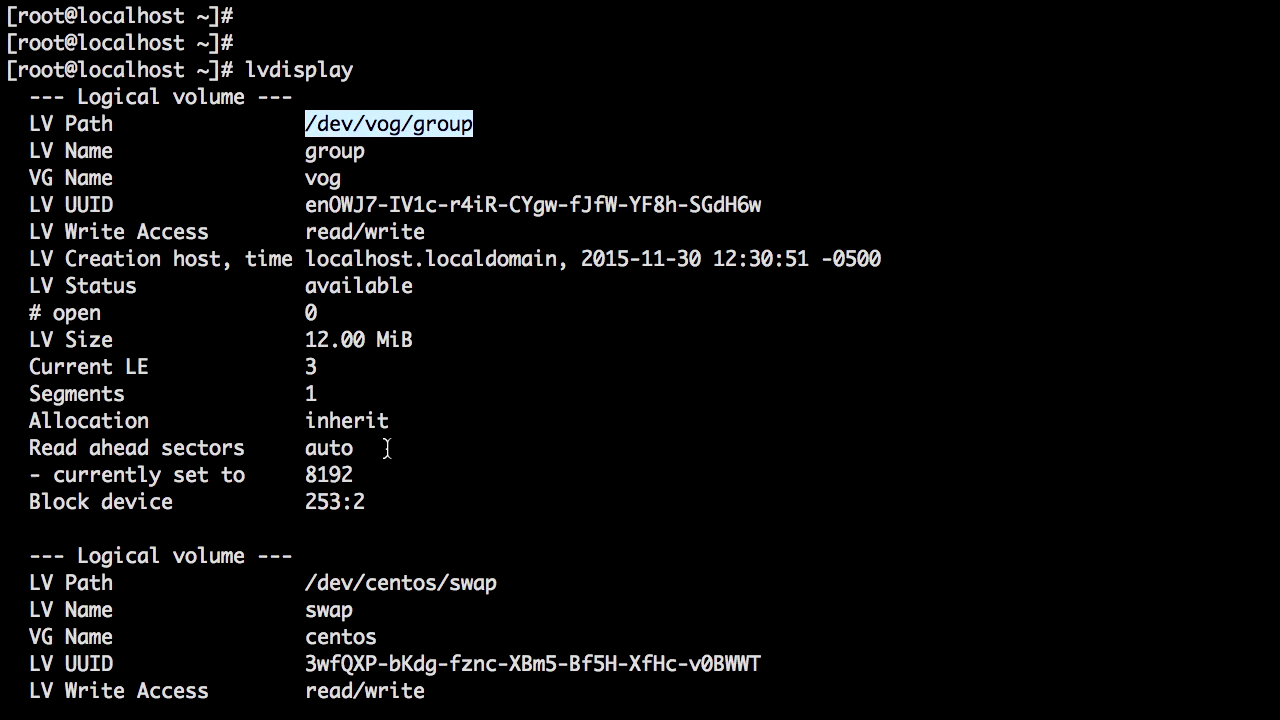 [root@localhost ~]#
[root@localhost ~]#
[root@localhost ~]# lvdisplay
--- Logical volume ---
LV Path                /dev/vog/group
LV Name                group
VG Name                vog
LV UUID                enOWJ7-IV1c-r4iR-CYgw-fJfW-YF8h-SGdH6w
LV Write Access        read/write
LV Creation host, time localhost.localdomain, 2015-11-30 12:30:51 -0500
LV Status              available
# open                 0
LV Size                12.00 MiB
Current LE             3
Segments               1
Allocation             inherit
Read ahead sectors     auto
- currently set to     8192
Block device           253:2
--- Logical volume ---
LV Path                /dev/centos/swap
LV Name                swap
VG Name                centos
LV UUID                3wfQXP-bKdg-fznc-XBm5-Bf5H-XfHc-v0BWWT
LV Write Access        read/write